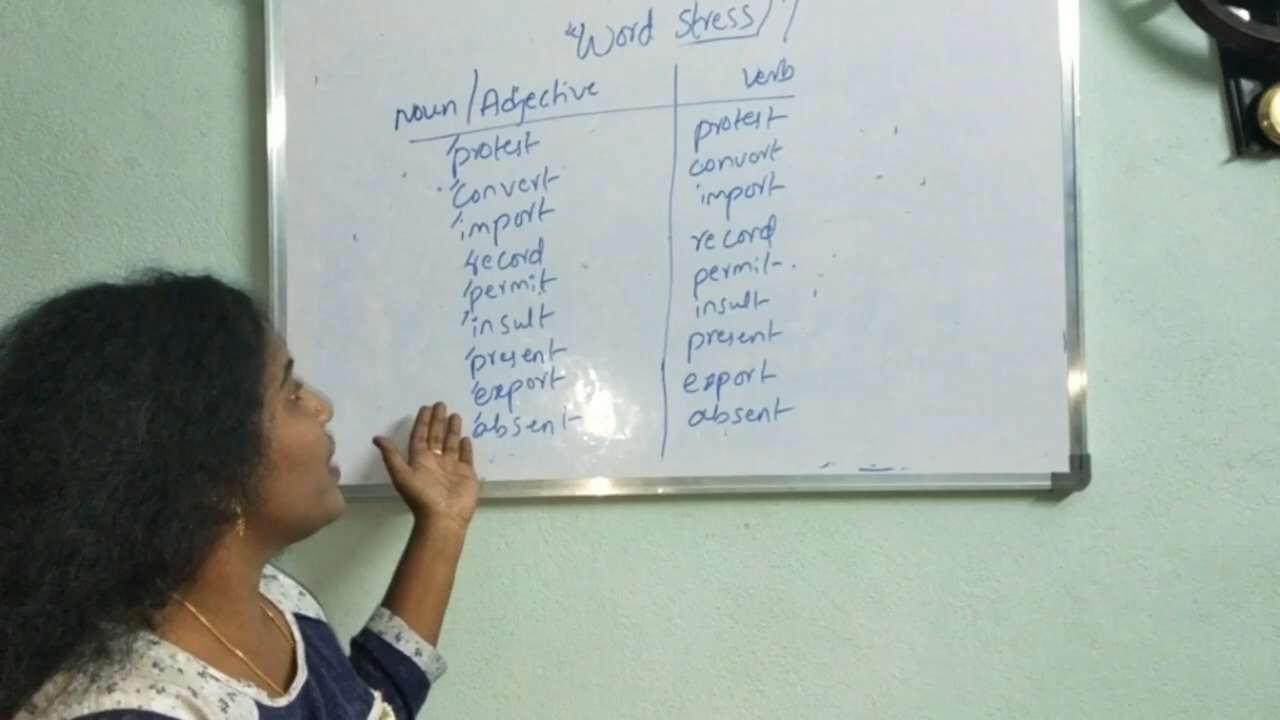 "Word Stress"
noun/Adjective verb
'protest protest
'convert convert
'import import
'record record
'permit permit
'insult insult
'present present
'export export
'absent absent